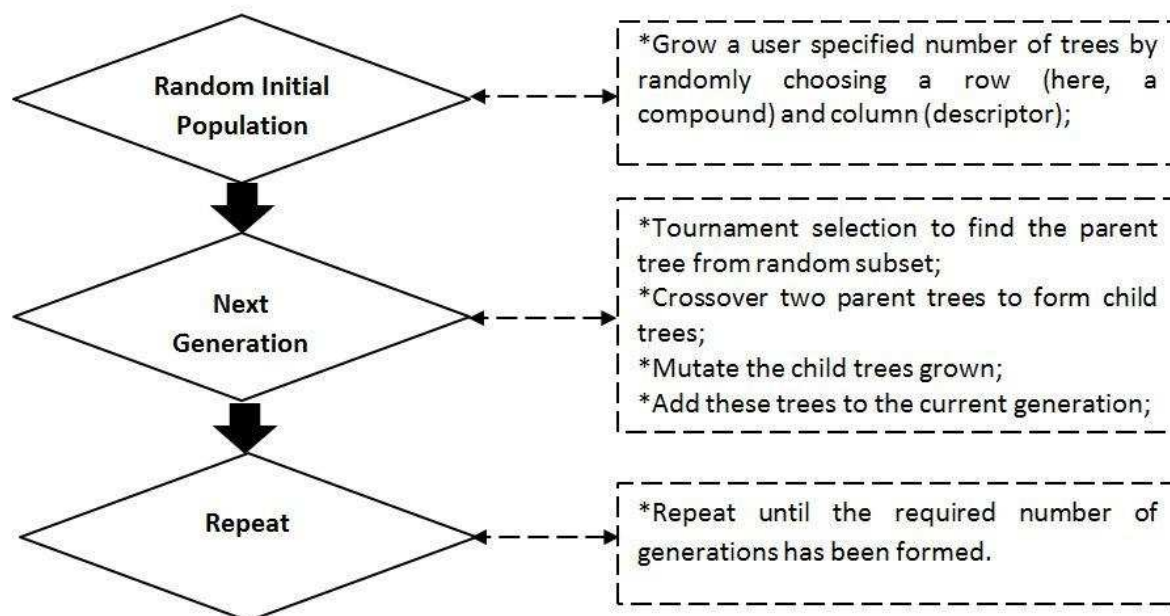 Random Initial
Population
*Grow a user specified number of trees by
randomly choosing a row (here, a
compound) and column (descriptor);
Next
Generation
*Tournament selection to find the parent
tree from random subset;
*Crossover two parent trees to form child
trees;
*Mutate the child trees grown;
*Add these trees to the current generation;
Repeat
*Repeat until the required number of
generations has been formed.